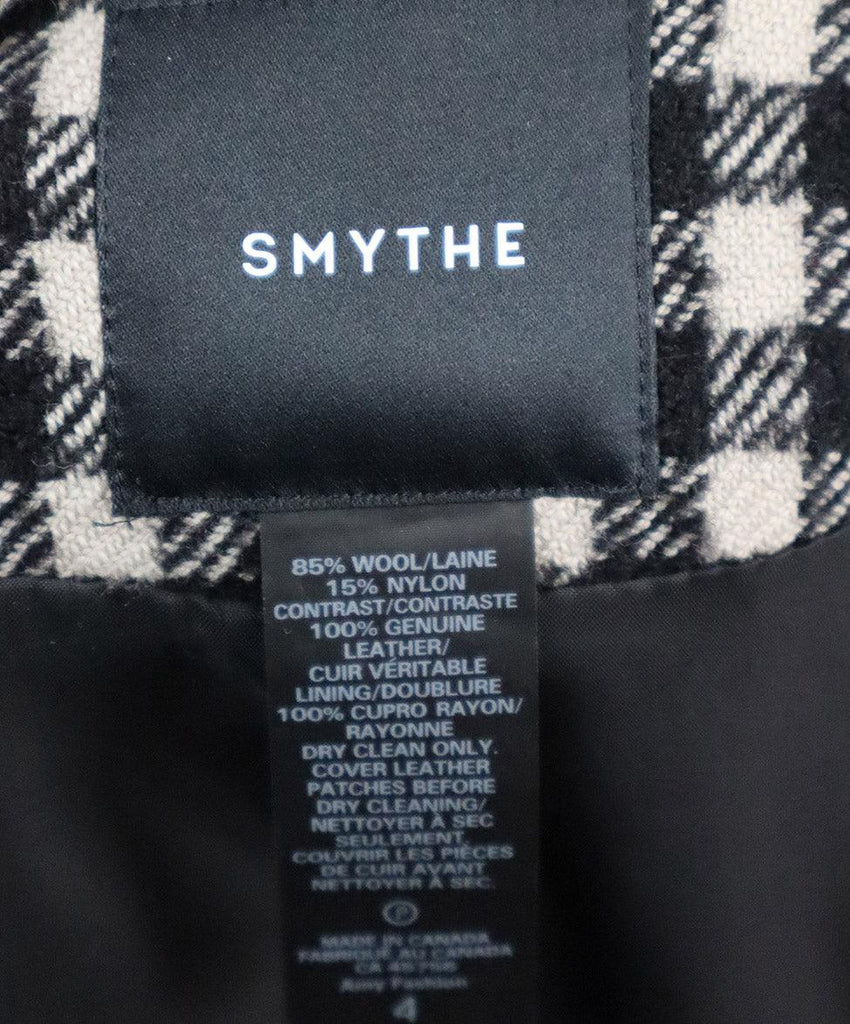 SMYTHE
85% WOOL/LAINE
15% NYLON
CONTRAST/CONTRASTE
100% GENUINE
LEATHER/
CUIR VÉRITABLE
LINING/DOUBLURE
100% CUPRO RAYON/
RAYONNE
DRY CLEAN ONLY.
COVER LEATHER
PATCHES BEFORE
DRY CLEANING/
NETTOYER À SEC
SEULEMENT.
COUVRIR LES PIÈCES
DE CUIR AVANT
NETTOYER À SEC.
P
MADE IN CANADA
FABRIQUÉ AU CANADA
CA
4